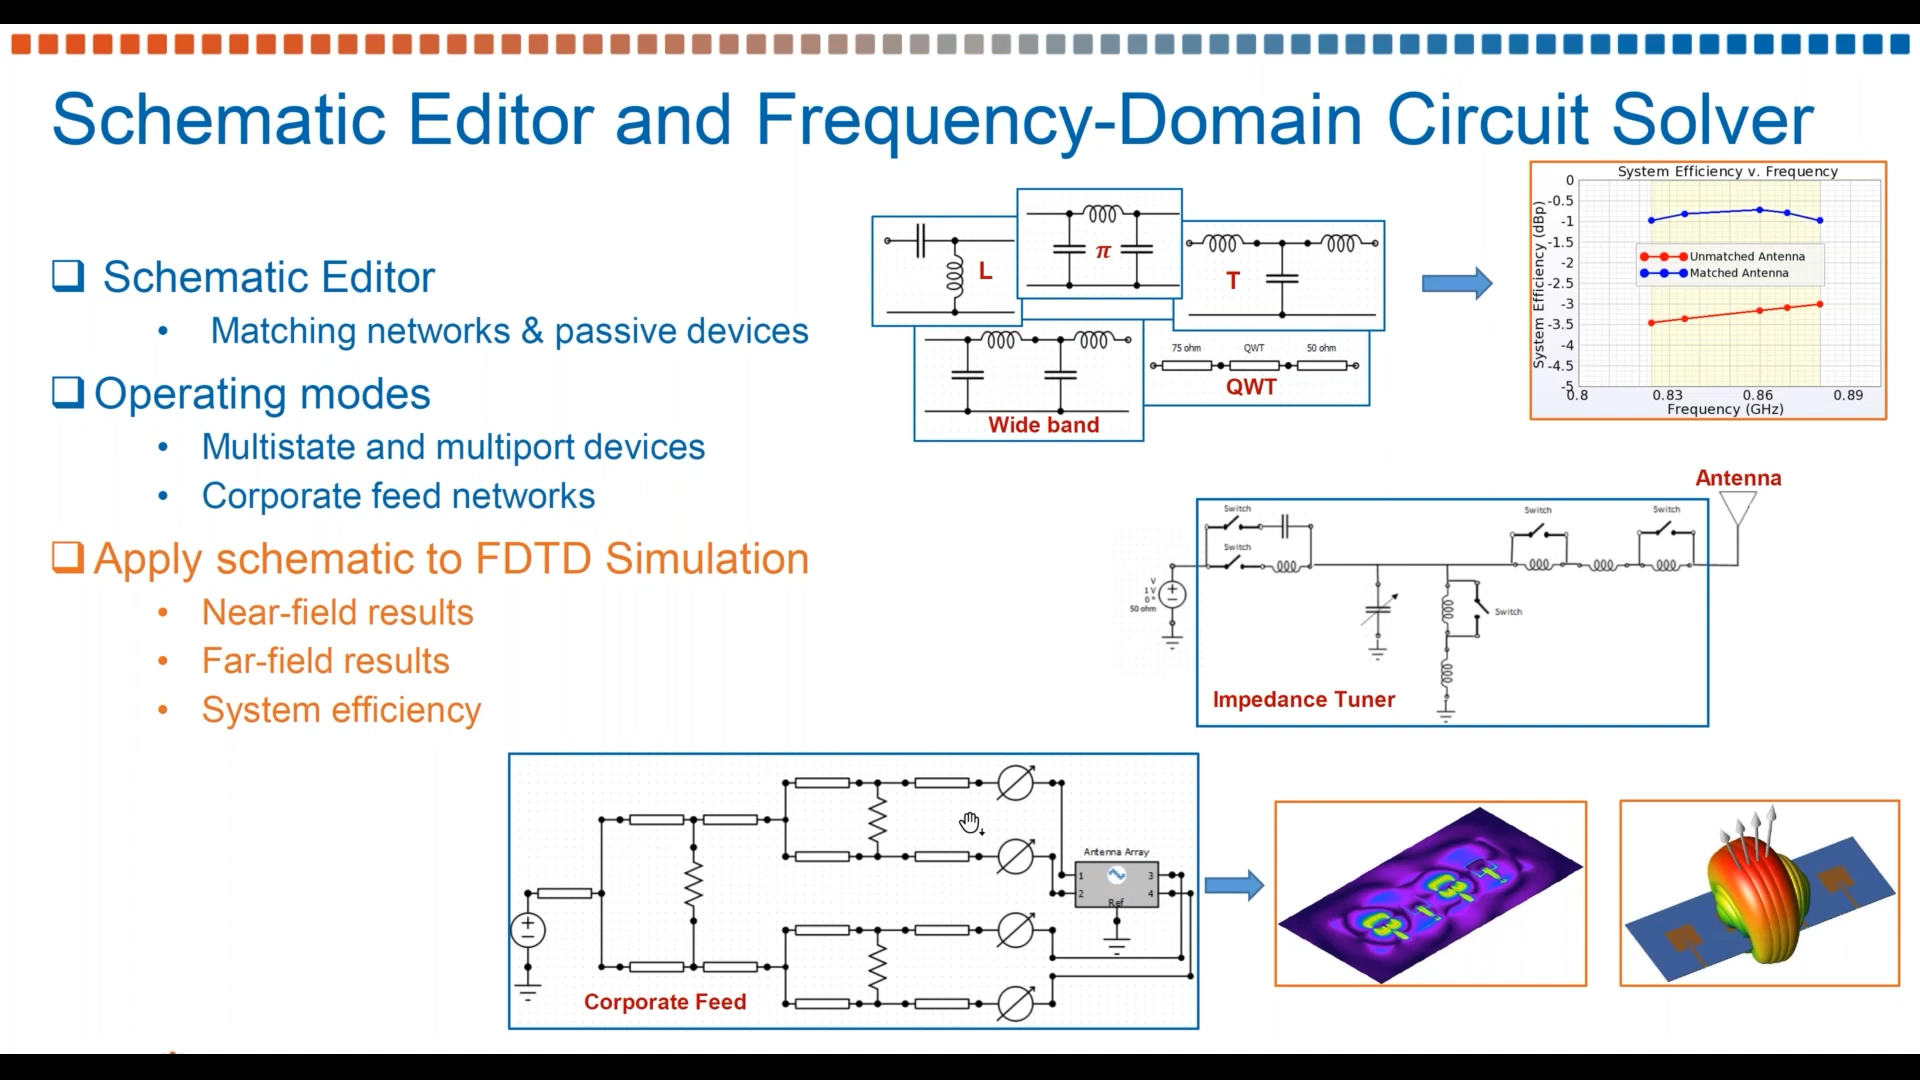 Schematic Editor and Frequency-Domain Circuit Solver
❑ Schematic Editor
• Matching networks & passive devices
❑ Operating modes
• Multistate and multiport devices
• Corporate feed networks
❑ Apply schematic to FDTD Simulation
• Near-field results
• Far-field results
• System efficiency
L
π
T
Wide band
75 ohm QWT 50 ohm
QWT
System Efficiency v. Frequency
System Efficiency (dBp)
0
-0.5
-1
-1.5
-2
-2.5
-3
-3.5
-4
-4.5
-5
Unmatched Antenna
Matched Antenna
0.8 0.83 0.86 0.89
Frequency (GHz)
Antenna
Switch
Switch
Switch
Switch
Switch
V
1 V
0 °
50 ohm
Impedance Tuner
Antenna Array
1 3
2 4
Ref
Corporate Feed